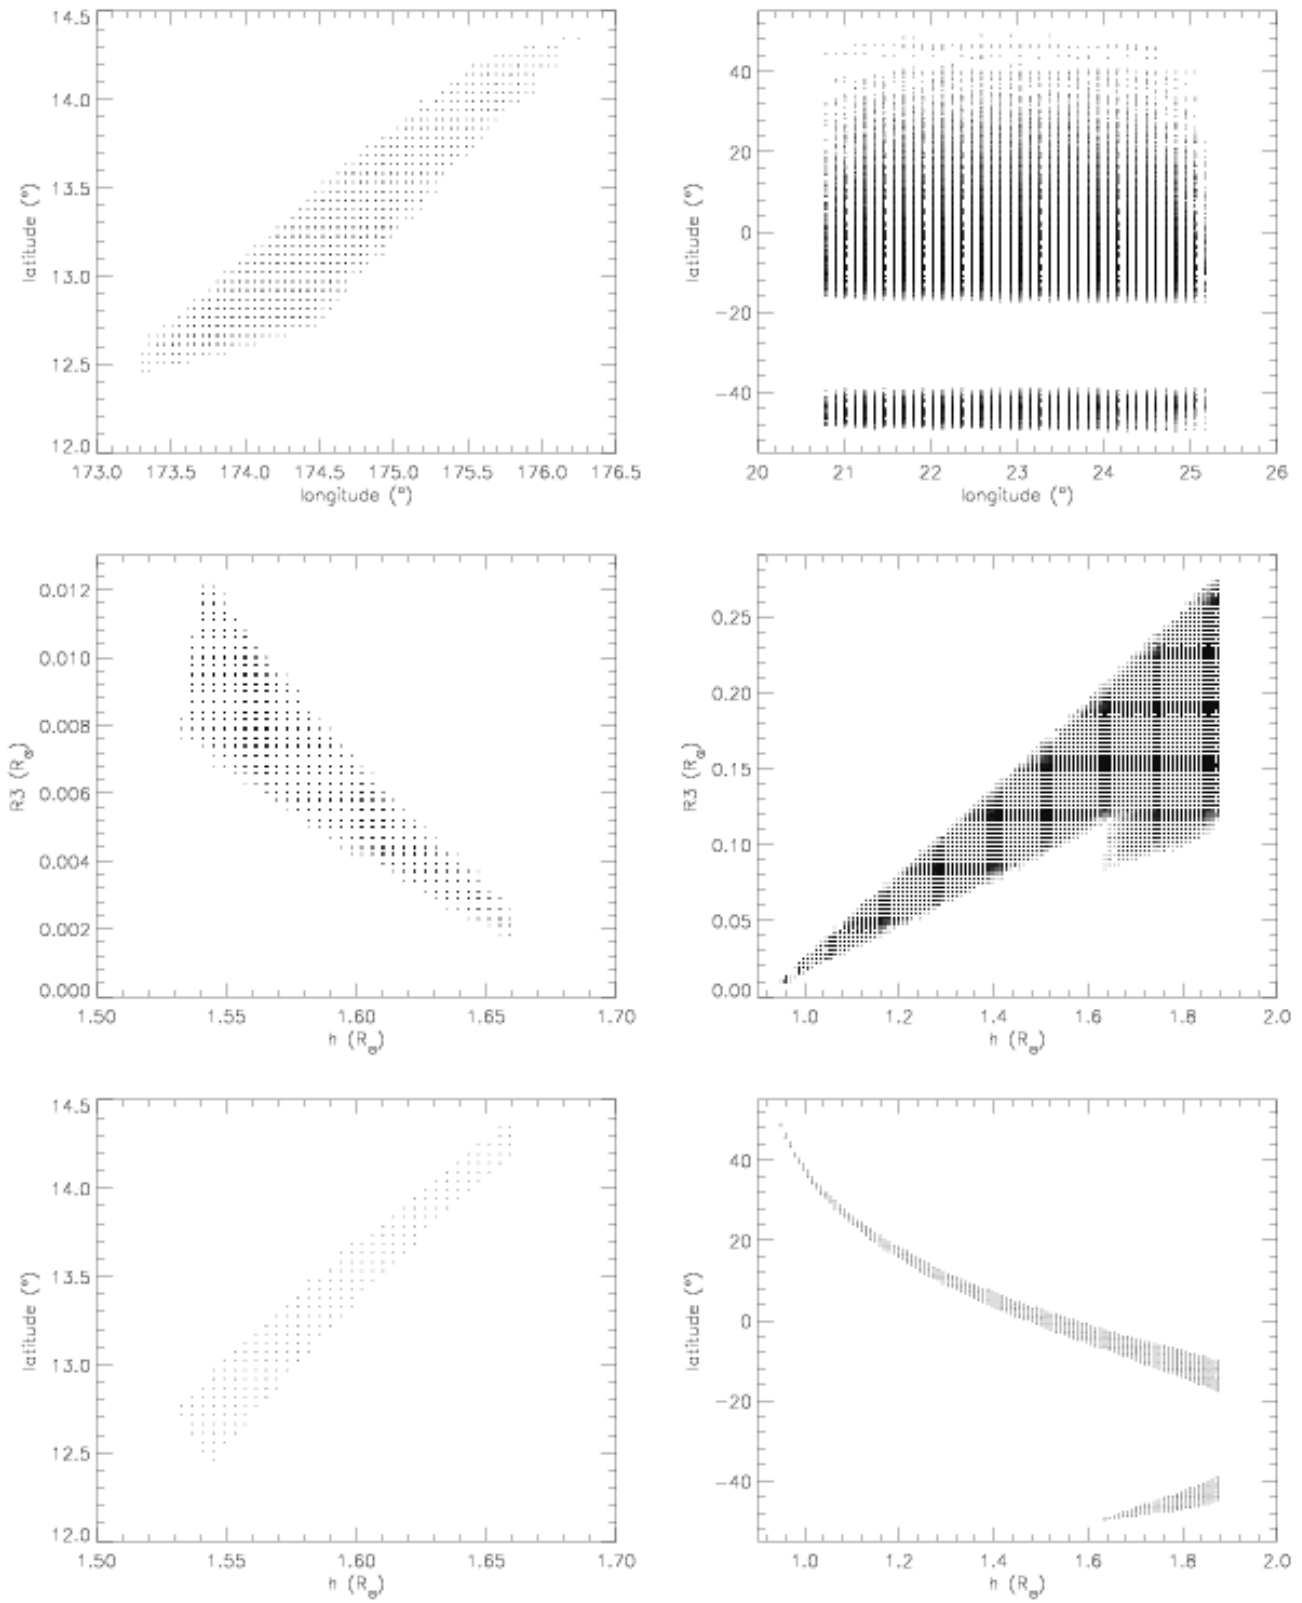 14.5
14.0
13.5
13.0
12.5
12.0
latitude (°)
173.0 173.5 174.0 174.5 175.0 175.5 176.0 176.5
longitude (°)
40
20
0
−20
−40
latitude (°)
20 21 22 23 24 25 26
longitude (°)
0.012
0.010
0.008
0.006
0.004
0.002
0.000
R3 (R⊕)
1.50 1.55 1.60 1.65 1.70
h (R⊕)
0.25
0.20
0.15
0.10
0.05
0.00
R3 (R⊕)
1.0 1.2 1.4 1.6 1.8 2.0
h (R⊕)
14.5
14.0
13.5
13.0
12.5
12.0
latitude (°)
1.50 1.55 1.60 1.65 1.70
h (R⊕)
40
20
0
−20
−40
latitude (°)
1.0 1.2 1.4 1.6 1.8 2.0
h (R⊕)